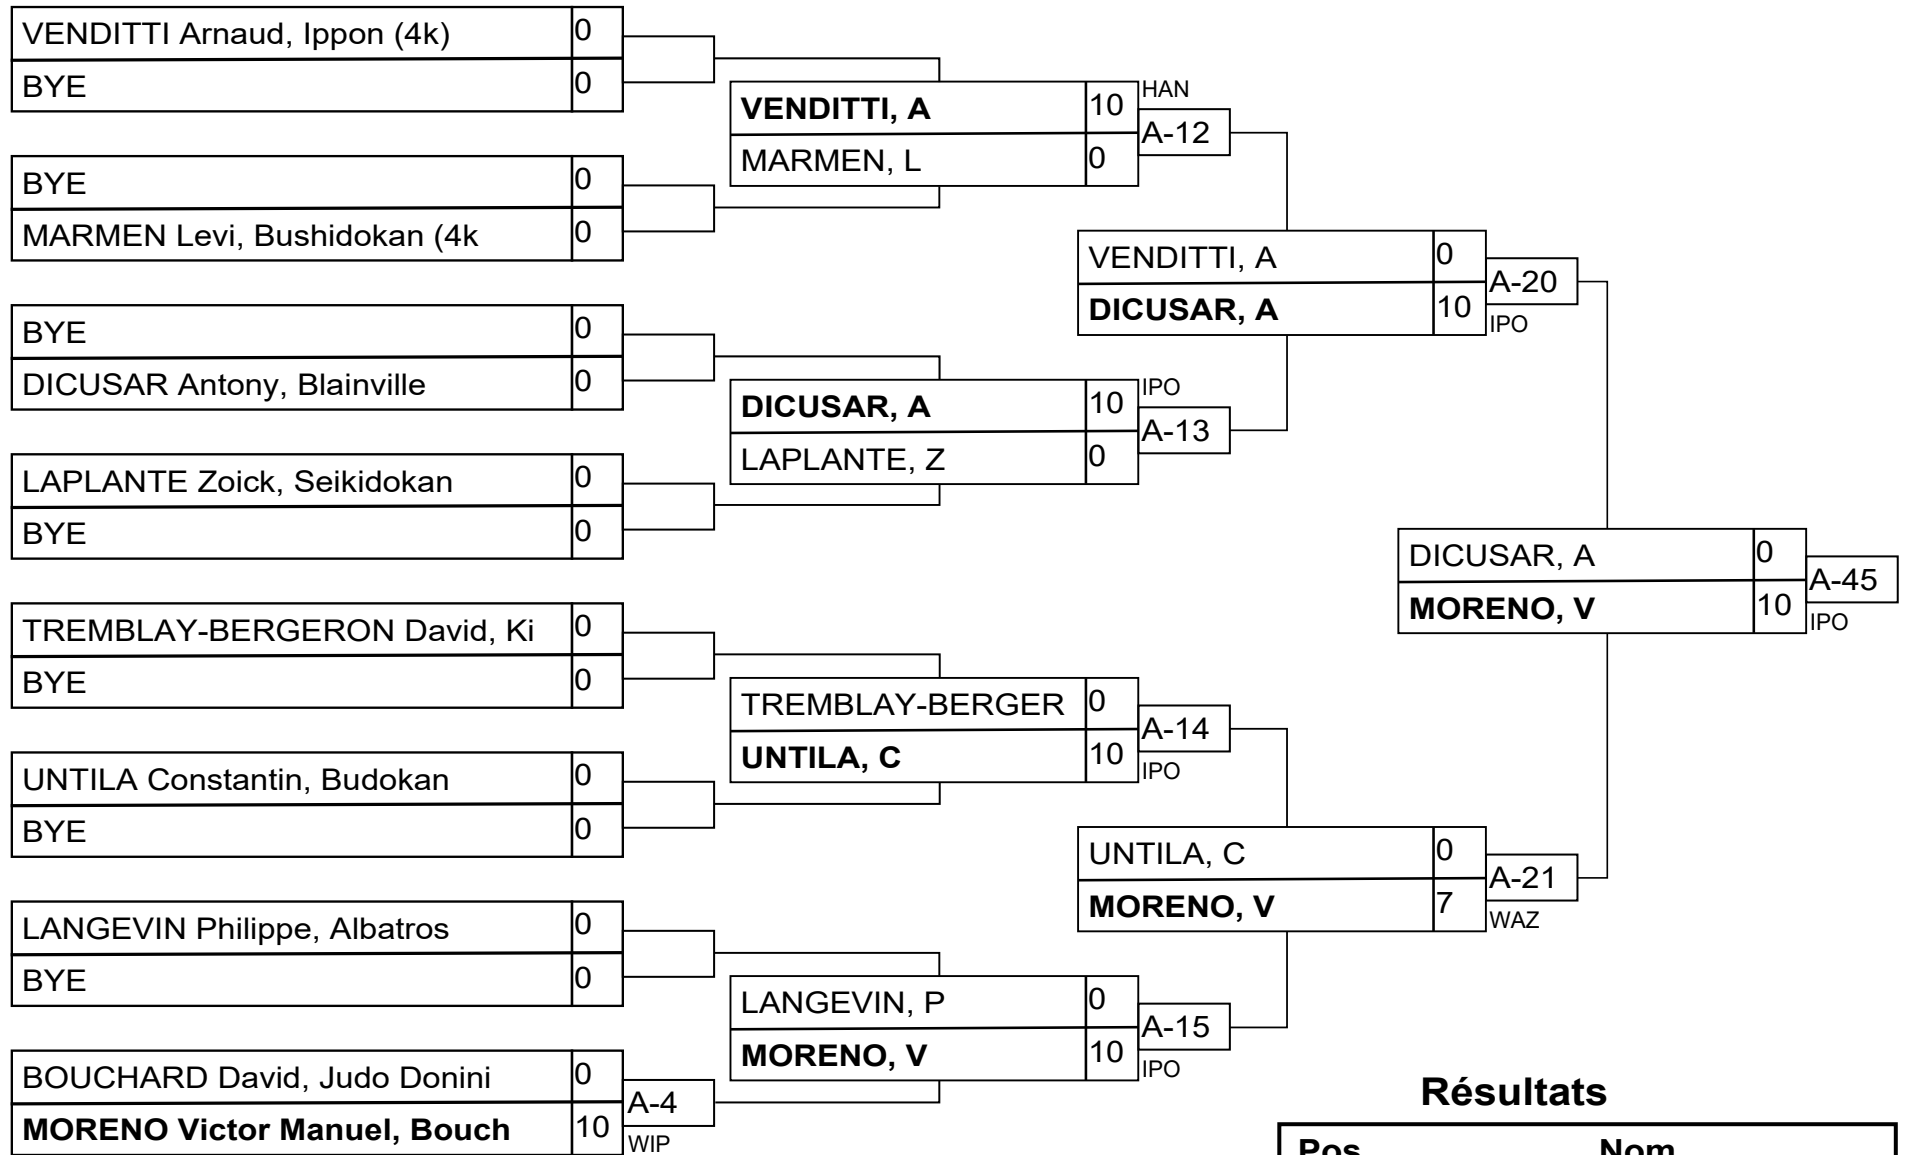 VENDITTI Arnaud, Ippon (4k) 0
BYE 0
BYE 0
MARMEN Levi, Bushidokan (4k 0
BYE 0
DICUSAR Antony, Blainville 0
LAPLANTE Zoick, Seikidokan 0
BYE 0
TREMBLAY-BERGERON David, Ki 0
BYE 0
UNTILA Constantin, Budokan 0
BYE 0
LANGEVIN Philippe, Albatros 0
BYE 0
BOUCHARD David, Judo Donini 0
MORENO Victor Manuel, Bouch 10
A-4
WIP
VENDITTI, A 10
MARMEN, L 0
HAN
A-12
DICUSAR, A 10
LAPLANTE, Z 0
IPO
A-13
TREMBLAY-BERGER 0
UNTILA, C 10
A-14
IPO
LANGEVIN, P 0
MORENO, V 10
A-15
IPO
VENDITTI, A 0
DICUSAR, A 10
A-20
IPO
UNTILA, C 0
MORENO, V 7
A-21
WAZ
DICUSAR, A 0
MORENO, V 10
A-45
IPO
Résultats
Pos Nom